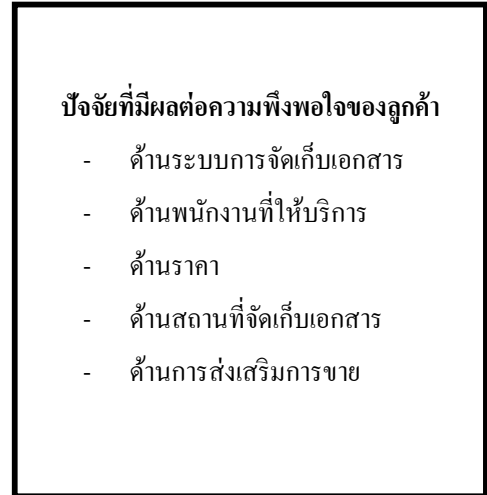 ปัจจัยที่มีผลต่อความพึงพอใจของลูกค้า
- ด้านระบบการจัดเก็บเอกสาร
- ด้านพนักงานที่ให้บริการ
- ด้านราคา
- ด้านสถานที่จัดเก็บเอกสาร
- ด้านการส่งเสริมการขาย